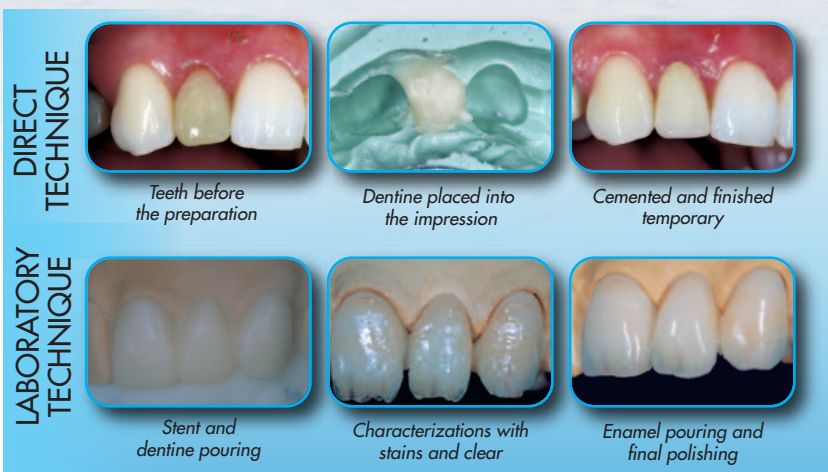 DIRECT
TECHNIQUE
Teeth before
the preparation
Dentine placed into
the impression
Cemented and finished
temporary
LABORATORY
TECHNIQUE
Stent and
dentine pouring
Characterizations with
stains and clear
Enamel pouring and
final polishing